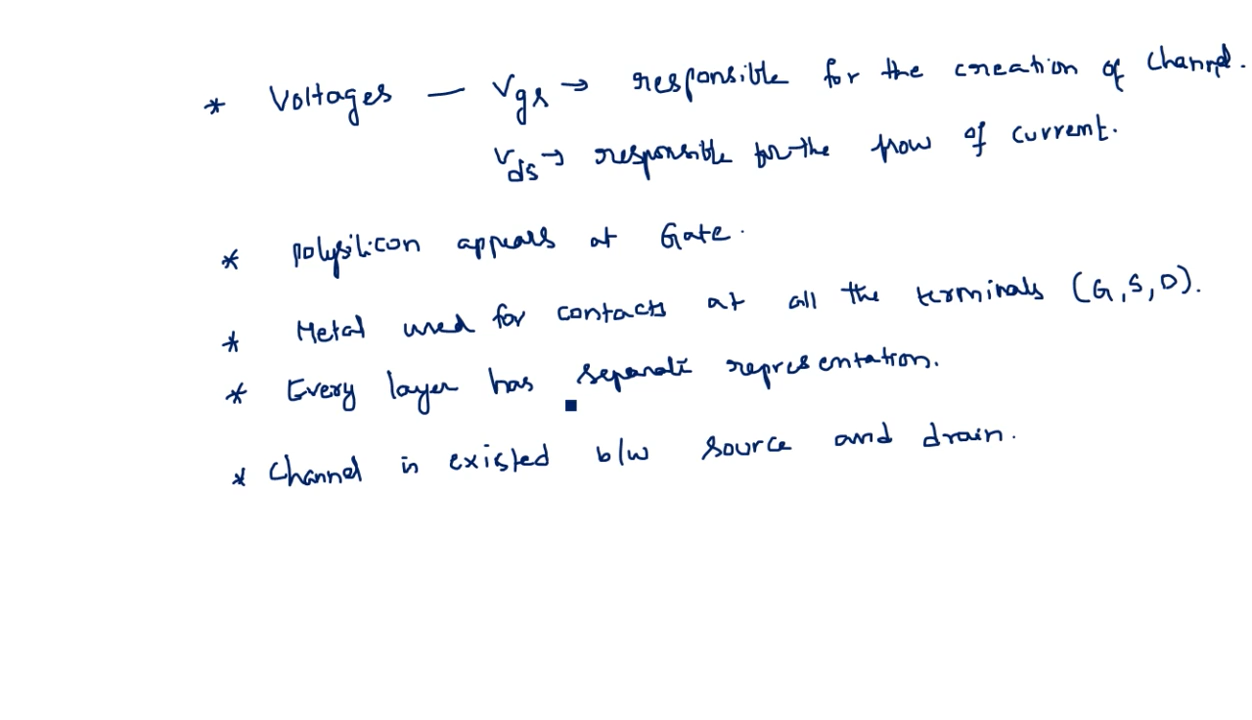 * Voltages — Vgs → responsible for the creation of channel.
Vds → responsible for the flow of current.
* polysilicon appears at Gate.
* Metal used for contacts at all the terminals (G,S,D).
* Every layer has separate representation.
* Channel is existed b/w source and drain.